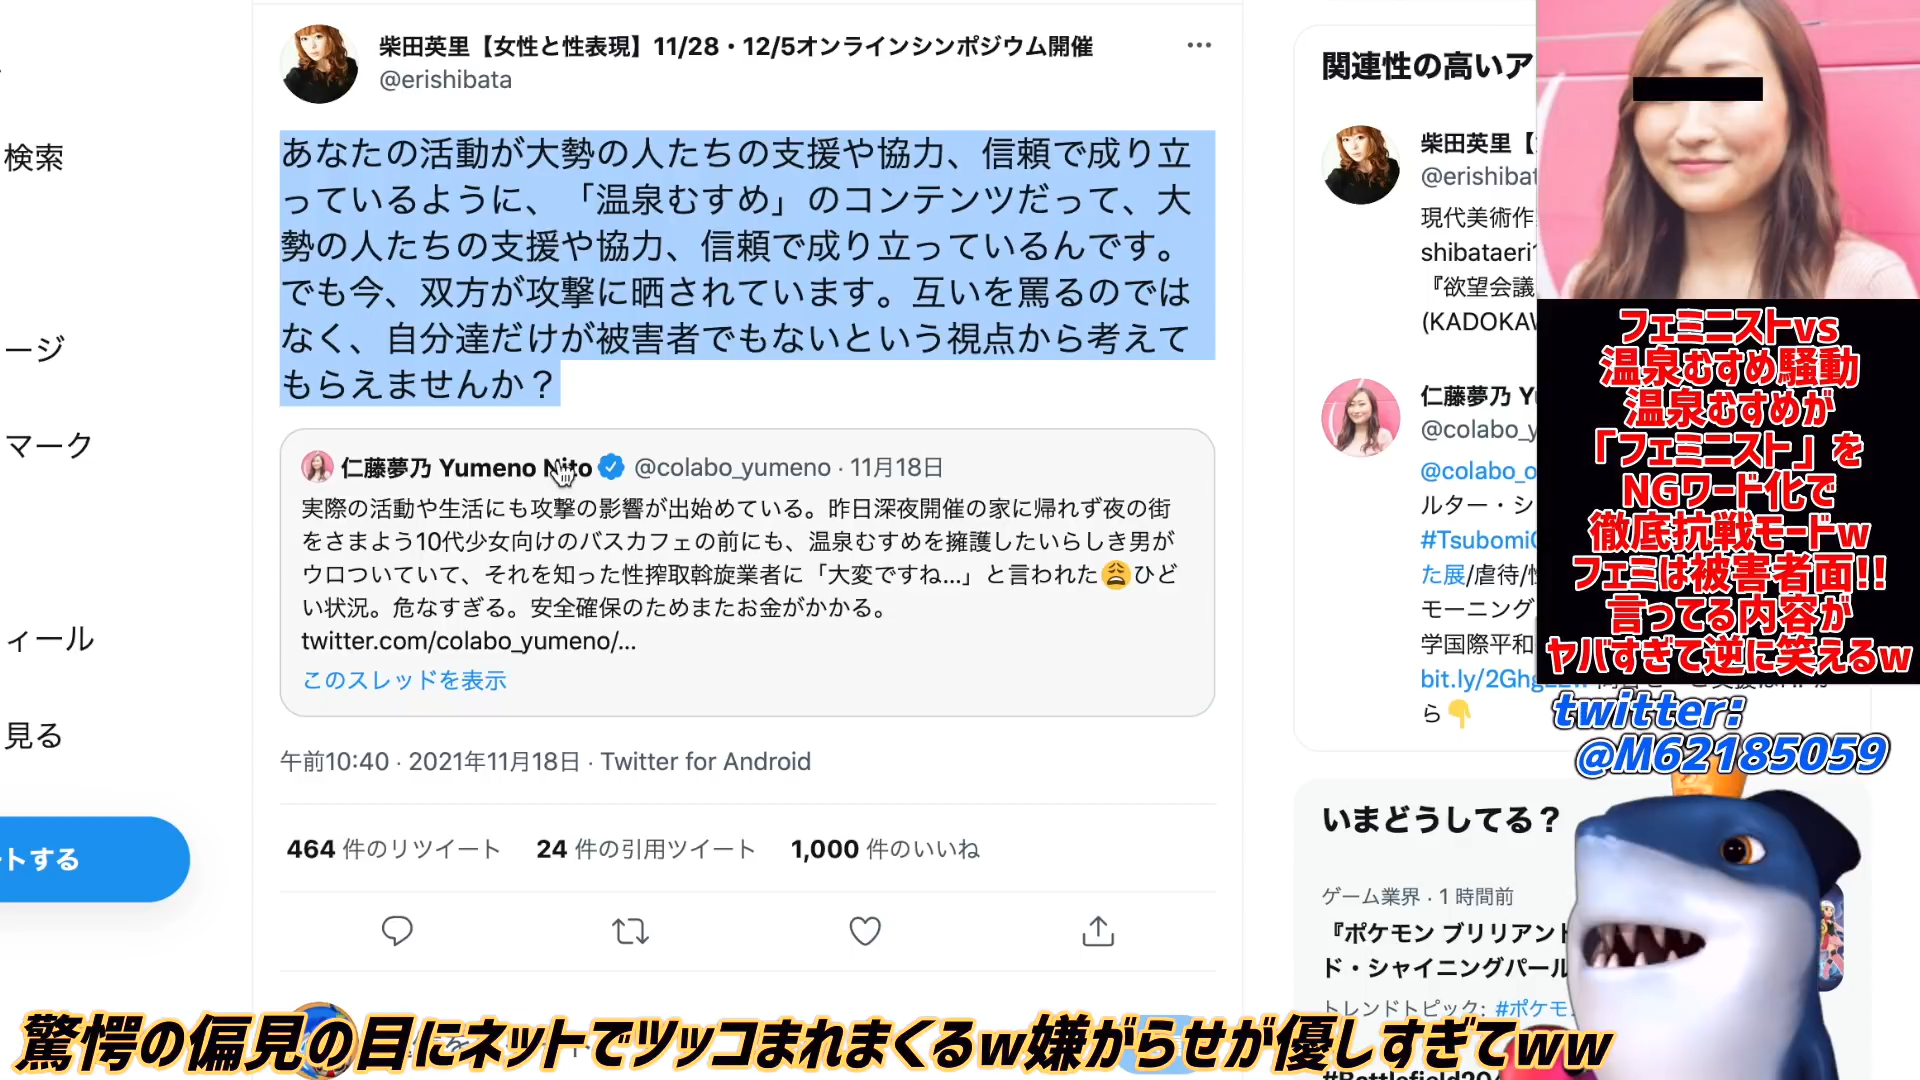 検索
ージ
マーク
ィール
見る
トする
柴田英里【女性と性表現】11/28・12/5オンラインシンポジウム開催
@erishibata
あなたの活動が大勢の人たちの支援や協力、信頼で成り立
っているように、「温泉むすめ」のコンテンツだって、大
勢の人たちの支援や協力、信頼で成り立っているんです。
でも今、双方が攻撃に晒されています。互いを罵るのでは
なく、自分達だけが被害者でもないという視点から考えて
もらえませんか？
仁藤夢乃 Yumeno Nito @colabo_yumeno · 11月18日
実際の活動や生活にも攻撃の影響が出始めている。昨日深夜開催の家に帰れず夜の街
をさまよう10代少女向けのバスカフェの前にも、温泉むすめを擁護したいらしき男が
ウロついていて、それを知った性搾取斡旋業者に「大変ですね...」と言われた😩ひど
い状況。危なすぎる。安全確保のためまたお金がかかる。
twitter.com/colabo_yumeno/...
このスレッドを表示
午前10:40 · 2021年11月18日 · Twitter for Android
464 件のリツイート 24 件の引用ツイート 1,000 件のいいね
関連性の高いア
柴田英里【
@erishibat
現代美術作
shibataeri
『欲望会議
(KADOKAW
仁藤夢乃 Y
@colabo_y
@colabo_o
ルター・シ
#Tsubomi
た展/虐待/性
モーニング
学国際平和
bit.ly/2Ghg
ら👇
いまどうしてる？
ゲーム業界 · 1 時間前
『ポケモン ブリリアント
ド・シャイニングパール
トレンドトピック: #ポケモ
フェミニストvs
温泉むすめ騒動
温泉むすめが
「フェミニスト」を
NGワード化で
徹底抗戦モードw
フェミは被害者面!!
言ってる内容が
ヤバすぎて逆に笑えるw
twitter:
@M62185059
驚愕の偏見の目にネットでツッコまれまくるw嫌がらせが優しすぎてww